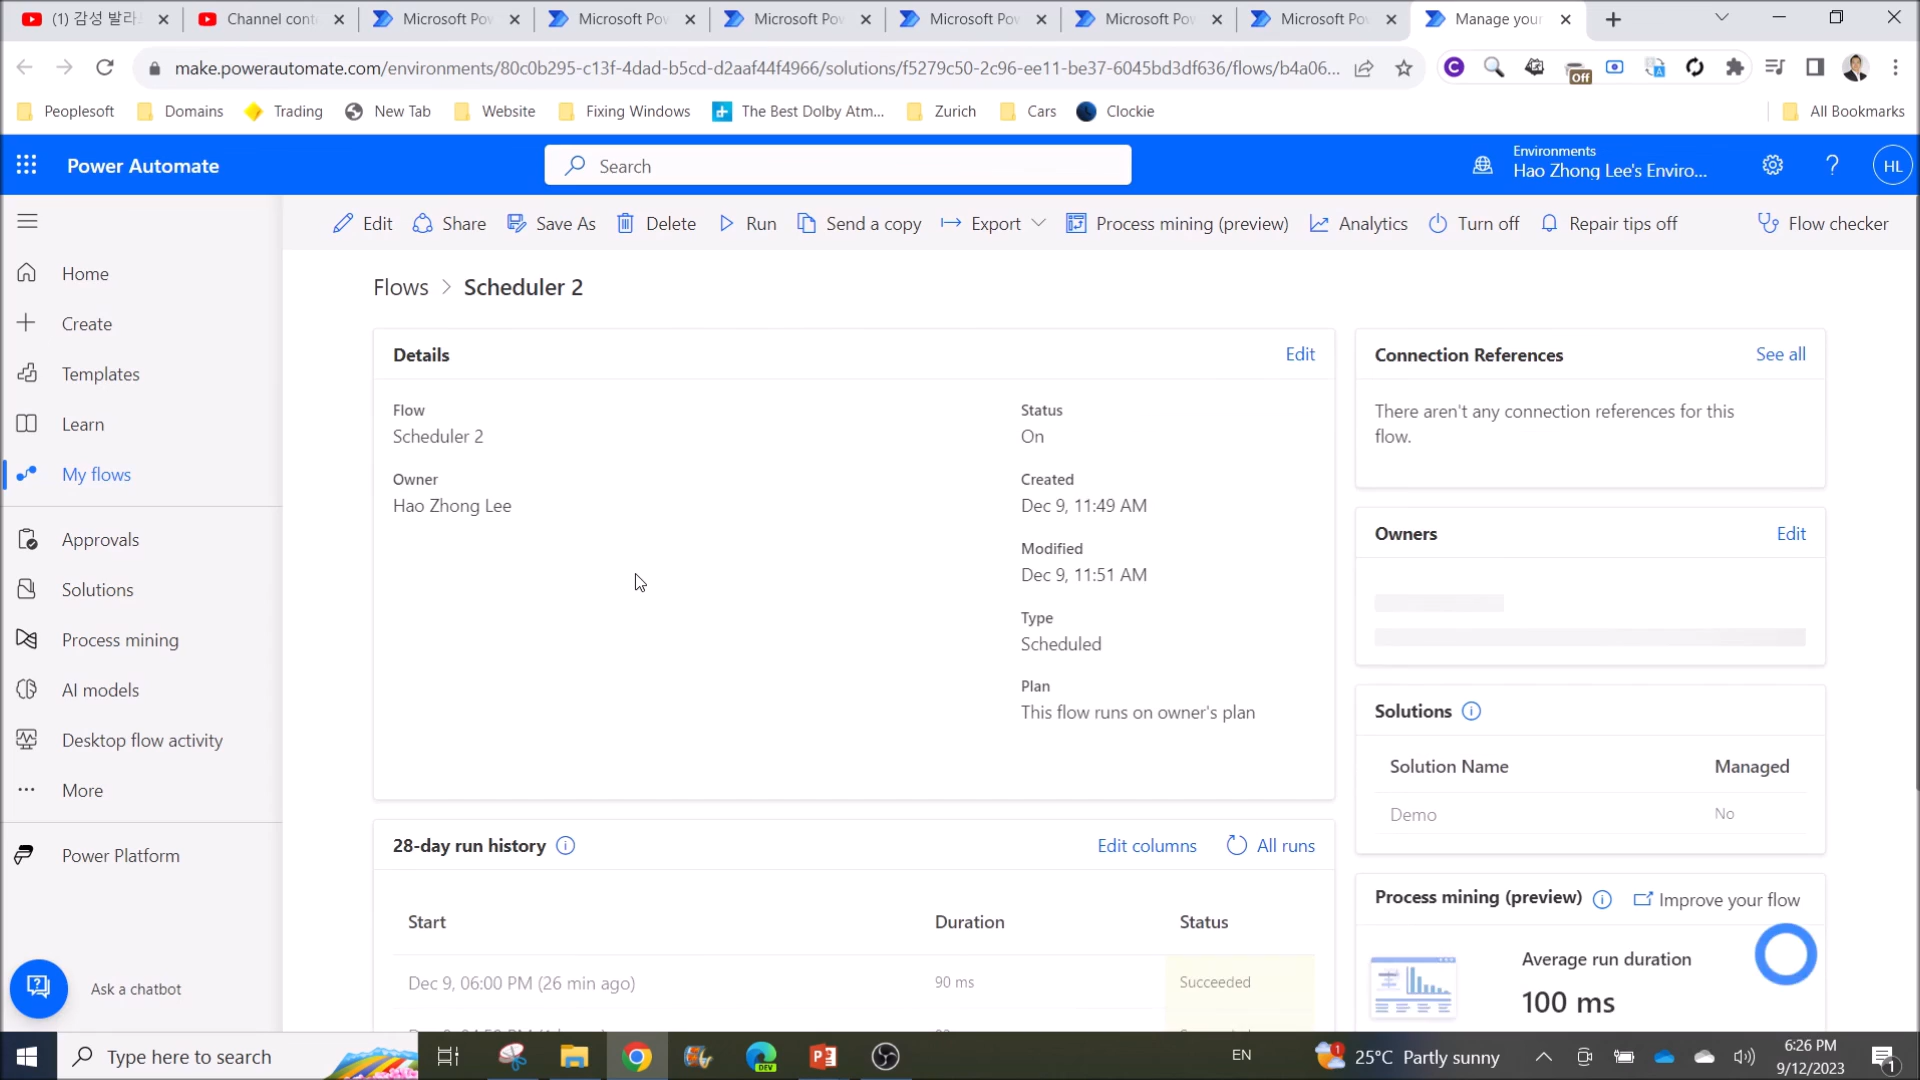 (1) 감성 발라
Channel cont
Microsoft Po
Microsoft Po
Microsoft Po
Microsoft Po
Microsoft Po
Microsoft Po
Manage your
make.powerautomate.com/environments/80c0b295-c13f-4dad-b5cd-d2aaf44f4966/solutions/f5279c50-2c96-ee11-be37-6045bd3df636/flows/b4a06...
Off
Peoplesoft
Domains
Trading
New Tab
Website
Fixing Windows
The Best Dolby Atm...
Zurich
Cars
Clockie
All Bookmarks
Power Automate
Search
Environments
Hao Zhong Lee's Enviro...
HL
Edit
Share
Save As
Delete
Run
Send a copy
Export
Process mining (preview)
Analytics
Turn off
Repair tips off
Flow checker
Home
Create
Templates
Learn
My flows
Approvals
Solutions
Process mining
AI models
Desktop flow activity
More
Power Platform
Ask a chatbot
Flows > Scheduler 2
Details
Edit
Flow
Scheduler 2
Owner
Hao Zhong Lee
Status
On
Created
Dec 9, 11:49 AM
Modified
Dec 9, 11:51 AM
Type
Scheduled
Plan
This flow runs on owner's plan
28-day run history
Edit columns
All runs
Start
Duration
Status
Dec 9, 06:00 PM (26 min ago)
90 ms
Succeeded
Connection References
See all
There aren't any connection references for this
flow.
Owners
Edit
Solutions
Solution Name
Managed
Demo
No
Process mining (preview)
Improve your flow
Average run duration
100 ms
Type here to search
DEV
EN
1
25°C Partly sunny
6:26 PM
9/12/2023
1